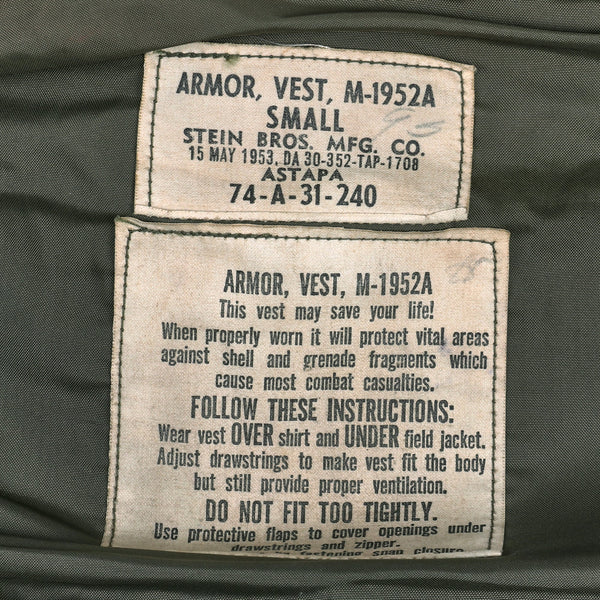 ARMOR, VEST, M-1952A
SMALL
STEIN BROS. MFG. CO.
15 MAY 1953, DA 30-352-TAP-1708
ASTAPA
74-A-31-240
ARMOR, VEST, M-1952A
This vest may save your life!
When properly worn it will protect vital areas
against shell and grenade fragments which
cause most combat casualties.
FOLLOW THESE INSTRUCTIONS:
Wear vest OVER shirt and UNDER field jacket.
Adjust drawstrings to make vest fit the body
but still provide proper ventilation.
DO NOT FIT TOO TIGHTLY.
Use protective flaps to cover openings under
drawstrings and zipper.
fastening snap closure